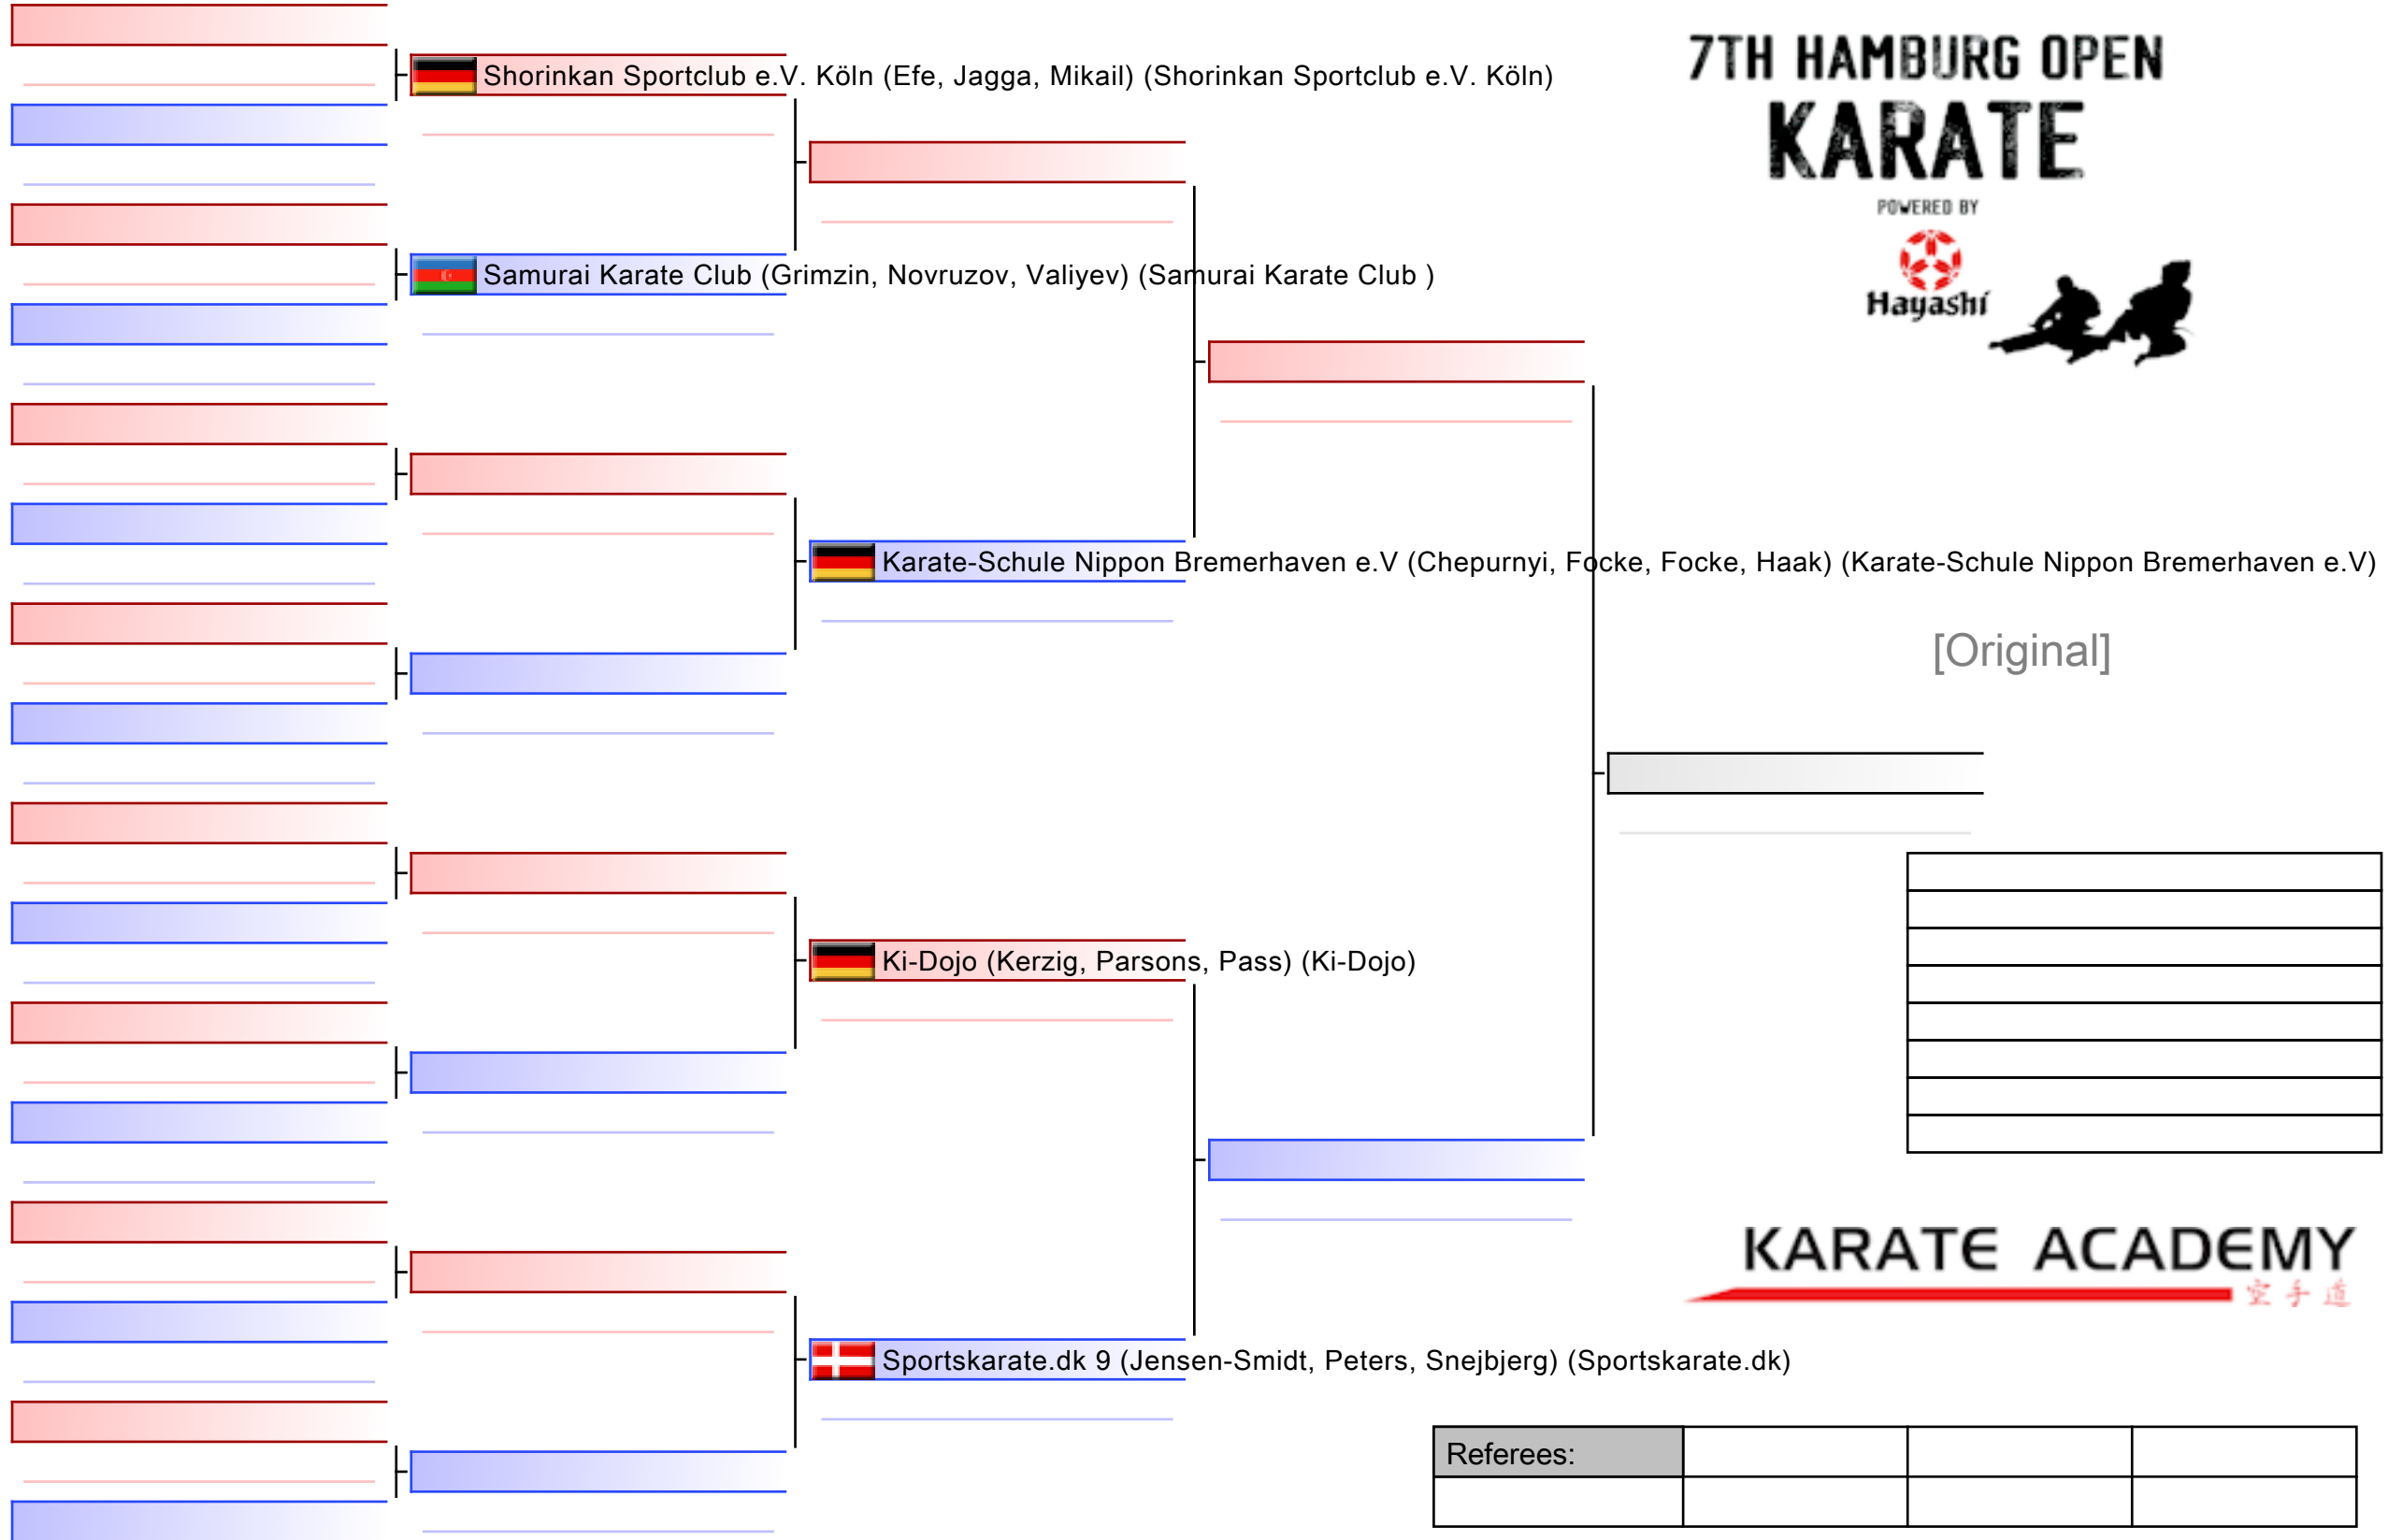 7TH HAMBURG OPEN
KARATE
POWERED BY
Hayashi
Shorinkan Sportclub e.V. Köln (Efe, Jagga, Mikail) (Shorinkan Sportclub e.V. Köln)
Samurai Karate Club (Grimzin, Novruzov, Valiyev) (Samurai Karate Club )
Karate-Schule Nippon Bremerhaven e.V (Chepurnyi, Focke, Focke, Haak) (Karate-Schule Nippon Bremerhaven e.V)
[Original]
Ki-Dojo (Kerzig, Parsons, Pass) (Ki-Dojo)
KARATE ACADEMY
空手道
Sportskarate.dk 9 (Jensen-Smidt, Peters, Snejbjerg) (Sportskarate.dk)
Referees: